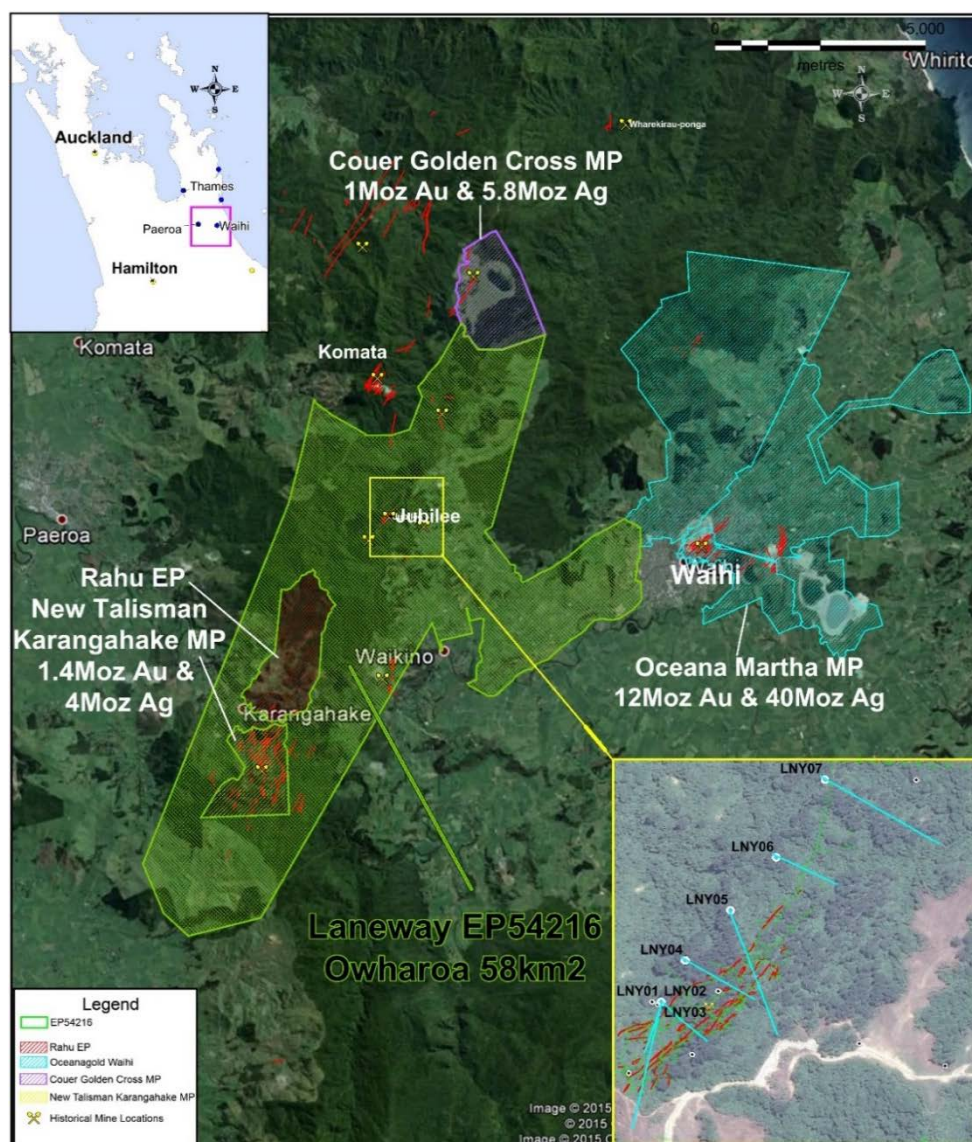 N
W E
S
Auckland
Thames
Paeroa
Waihi
Hamilton
5,000
metres
N
W E
S
Whirito
Wharekirau-ponga
Couer Golden Cross MP
1Moz Au & 5.8Moz Ag
Komata
Komata
Jubilee
Paeroa
Rahu EP
New Talisman
Karangahake MP
1.4Moz Au &
4Moz Ag
Waikino
Karangahake
Waihi
Oceana Martha MP
12Moz Au & 40Moz Ag
Laneway EP54216
Owharoa 58km2
LNY07
LNY06
LNY05
LNY04
LNY01
LNY02
LNY03
Legend
EP54216
Rahu EP
Oceanagold Waihi
Couer Golden Cross MP
New Talisman Karangahake MP
Historical Mine Locations
Image © 2015
© 2015
Image © 2015 C